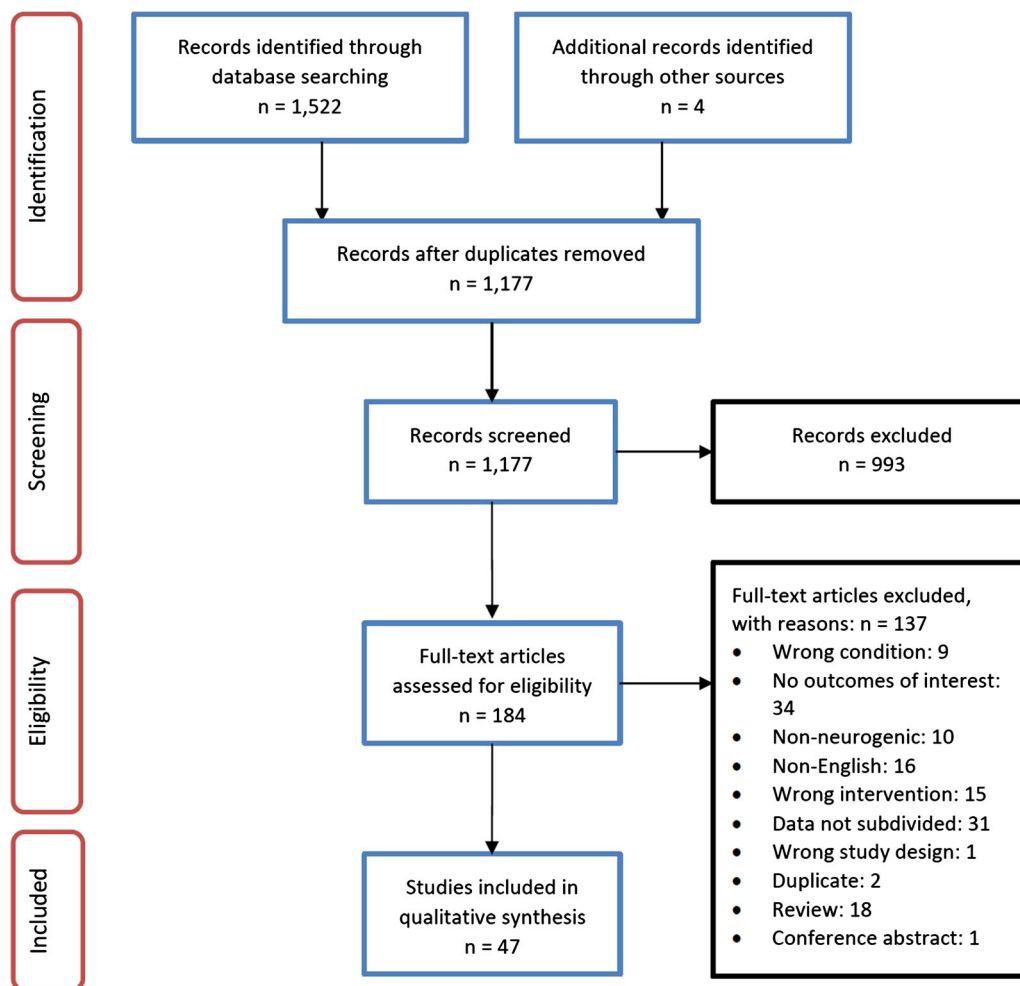 Identification
Records identified through
database searching
n = 1,522
Additional records identified
through other sources
n = 4
Records after duplicates removed
n = 1,177
Screening
Records screened
n = 1,177
Records excluded
n = 993
Eligibility
Full-text articles
assessed for eligibility
n = 184
Full-text articles excluded,
with reasons: n = 137
• Wrong condition: 9
• No outcomes of interest:
34
• Non-neurogenic: 10
• Non-English: 16
• Wrong intervention: 15
• Data not subdivided: 31
• Wrong study design: 1
• Duplicate: 2
• Review: 18
• Conference abstract: 1
Included
Studies included in
qualitative synthesis
n = 47